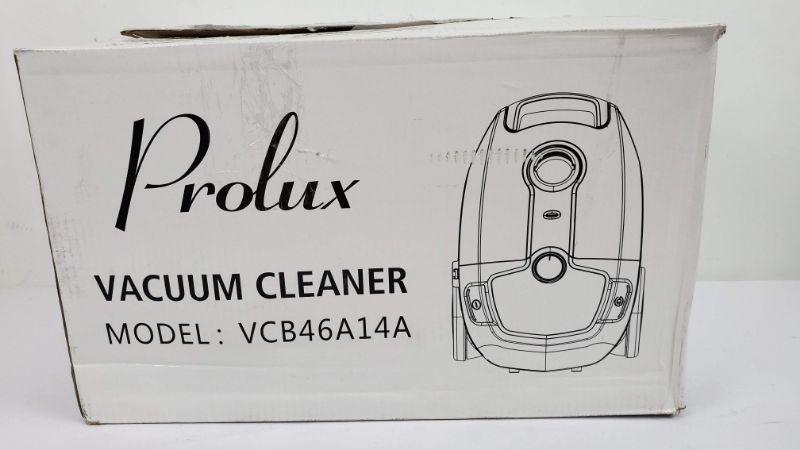 Prolux
VACUUM CLEANER
MODEL: VCB46A14A